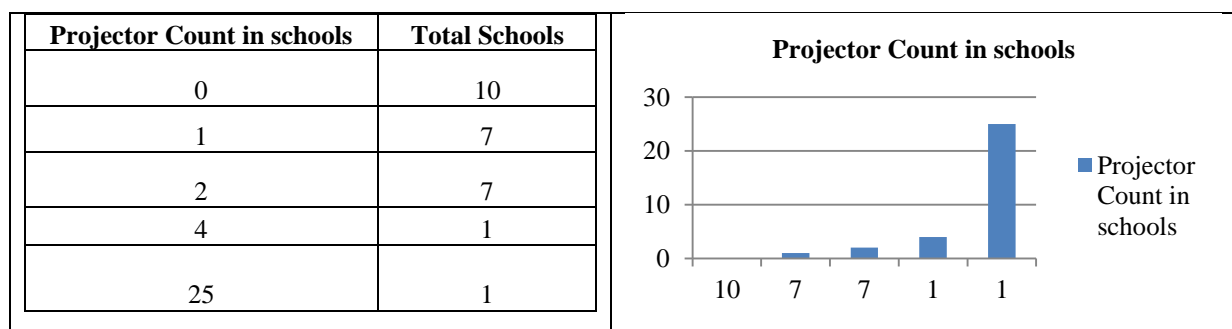 Projector Count in schools Total Schools
0 10
1 7
2 7
4 1
25 1
Projector Count in schools
30
20
10
0
10 7 7 1 1
Projector
Count in
schools